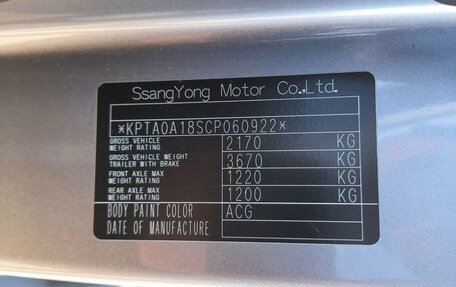 SsangYong Motor Co.,Ltd.
*KPTA0A18SCP060922*
GROSS VEHICLE
WEIGHT RATING 2170 KG
GROSS VEHICLE WEIGHT
TRAILER WITH BRAKE 3670 KG
FRONT AXLE MAX
WEIGHT RATING 1220 KG
REAR AXLE MAX
WEIGHT RATING 1200 KG
BODY PAINT COLOR ACG
DATE OF MANUFACTURE